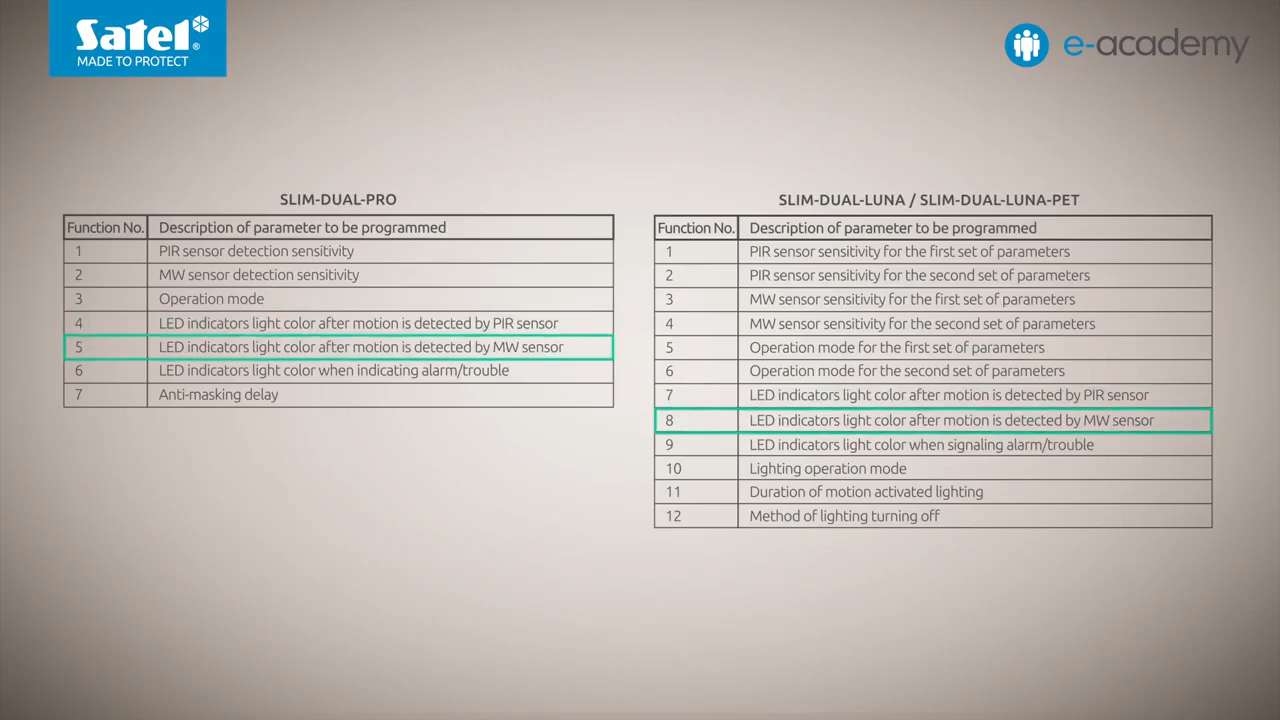 Satel®
MADE TO PROTECT
e-academy
SLIM-DUAL-PRO
Function No. Description of parameter to be programmed
1 PIR sensor detection sensitivity
2 MW sensor detection sensitivity
3 Operation mode
4 LED indicators light color after motion is detected by PIR sensor
5 LED indicators light color after motion is detected by MW sensor
6 LED indicators light color when indicating alarm/trouble
7 Anti-masking delay
SLIM-DUAL-LUNA / SLIM-DUAL-LUNA-PET
Function No. Description of parameter to be programmed
1 PIR sensor sensitivity for the first set of parameters
2 PIR sensor sensitivity for the second set of parameters
3 MW sensor sensitivity for the first set of parameters
4 MW sensor sensitivity for the second set of parameters
5 Operation mode for the first set of parameters
6 Operation mode for the second set of parameters
7 LED indicators light color after motion is detected by PIR sensor
8 LED indicators light color after motion is detected by MW sensor
9 LED indicators light color when signaling alarm/trouble
10 Lighting operation mode
11 Duration of motion activated lighting
12 Method of lighting turning off